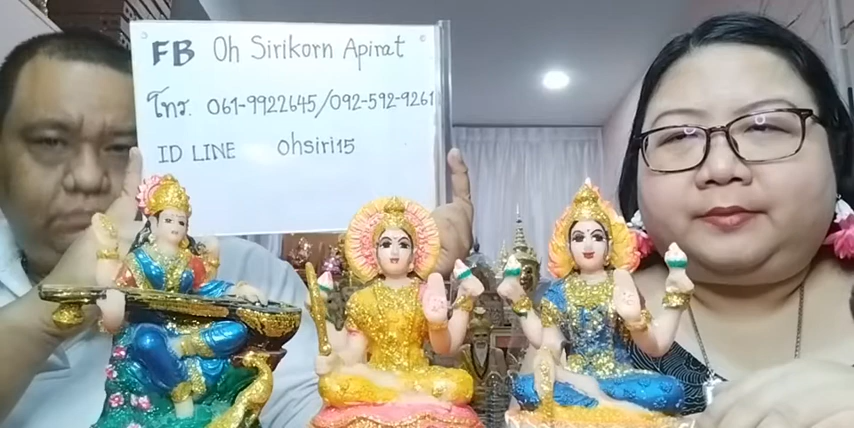 FB Oh Sirikorn Apirat
โทร. 061-9922645/092-592-9261
ID LINE ohsiri15